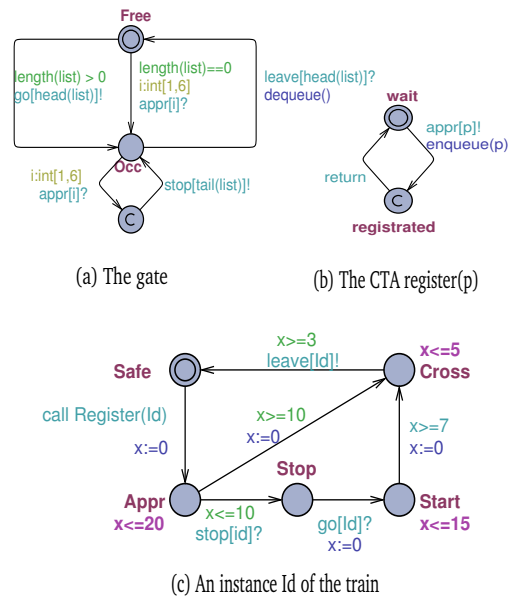 Free
length(list) > 0
go[head(list)]!
length(list)==0
i:int[1,6]
appr[i]?
leave[head(list)]?
dequeue()
Occ
i:int[1,6]
appr[i]?
stop[tail(list)]!
C
(a) The gate
wait
appr[p]!
enqueue(p)
return
C
registrated
(b) The CTA register(p)
Safe
x>=3
leave[Id]!
x<=5
Cross
call Register(Id)
x:=0
x>=10
x:=0
x>=7
x:=0
Stop
Appr
x<=20
x<=10
stop[id]?
go[Id]?
x:=0
Start
x<=15
(c) An instance Id of the train